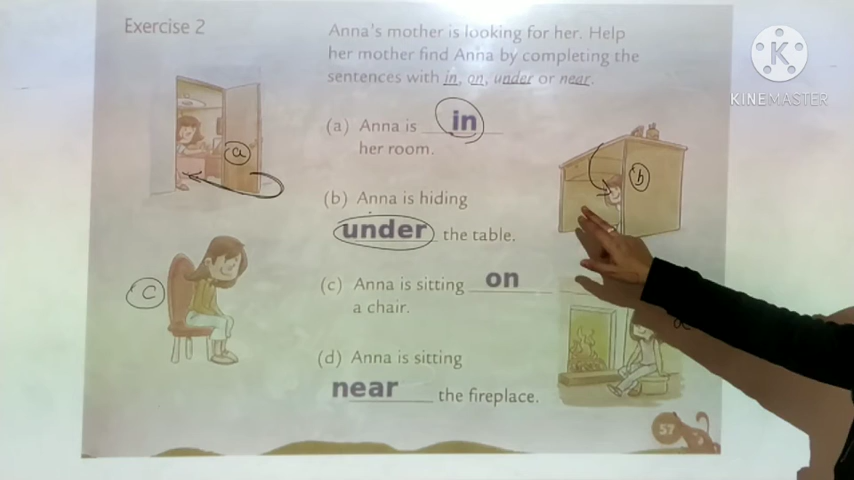 Exercise 2
Anna's mother is looking for her. Help
her mother find Anna by completing the
sentences with in, on, under or near.
KINEMASTER
(a) Anna is in
her room.
a
b
(b) Anna is hiding
under the table.
(c) Anna is sitting on
a chair.
c
(d) Anna is sitting
near the fireplace.
57